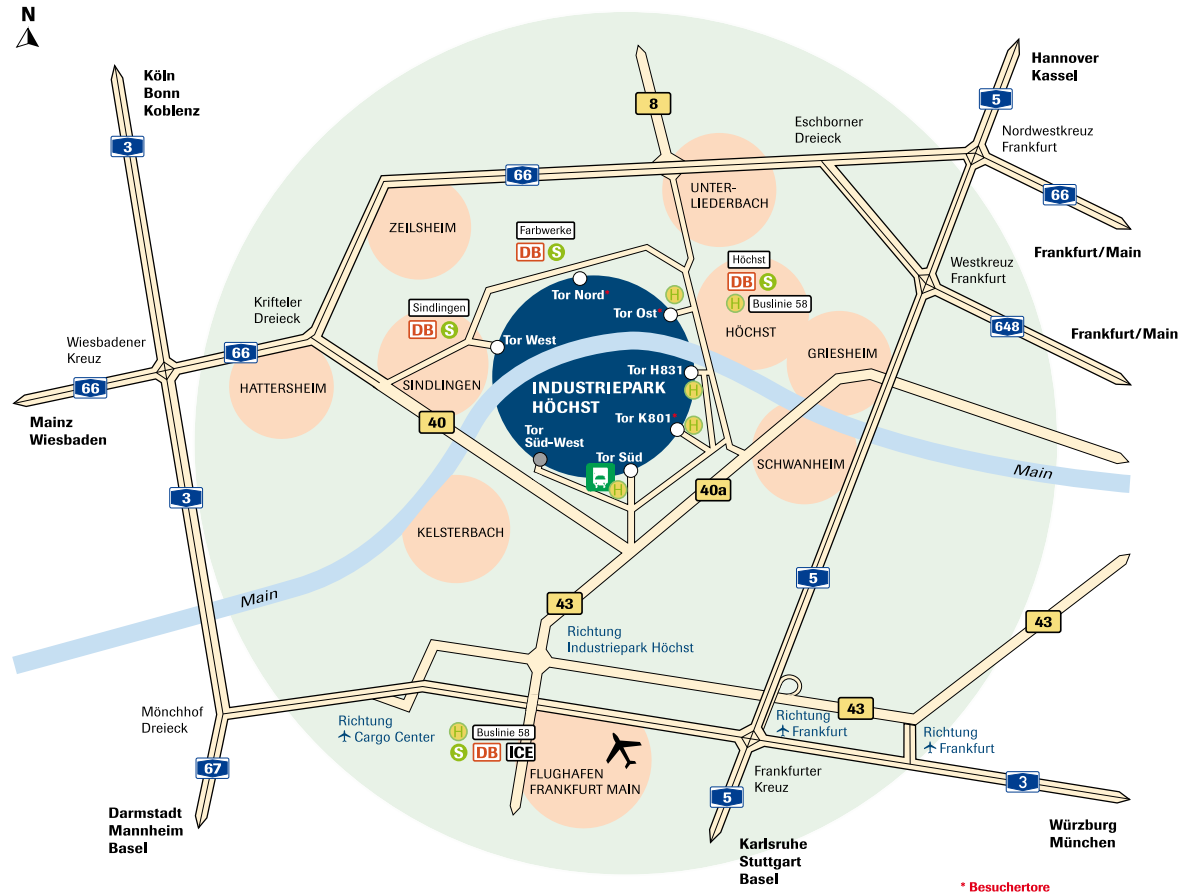 N
Köln
Bonn
Koblenz
3
8
Hannover
Kassel
5
Eschborner
Dreieck
Nordwestkreuz
Frankfurt
66
66
Frankfurt/Main
UNTER-
LIEDERBACH
ZEILSHEIM
Farbwerke
DB S
Höchst
DB S
H Buslinie 58
HÖCHST
Westkreuz
Frankfurt
648
Frankfurt/Main
Krifteler
Dreieck
Sindlingen
DB S
Tor Nord*
H
Tor Ost*
Tor West
Wiesbadener
Kreuz
66
66
Mainz
Wiesbaden
HATTERSHEIM
SINDLINGEN
INDUSTRIEPARK
HÖCHST
Tor H831
H
GRIESHEIM
40
Tor K801*
H
Tor
Süd-West
Tor Süd
H
SCHWANHEIM
Main
40a
3
KELSTERBACH
Main
5
43
43
Richtung
Industriepark Höchst
Mönchhof
Dreieck
Richtung
Cargo Center
H Buslinie 58
S DB ICE
FLUGHAFEN
FRANKFURT MAIN
Richtung
Frankfurt
43
Richtung
Frankfurt
67
Frankfurter
Kreuz
5
3
Darmstadt
Mannheim
Basel
Karlsruhe
Stuttgart
Basel
Würzburg
München
* Besuchertore